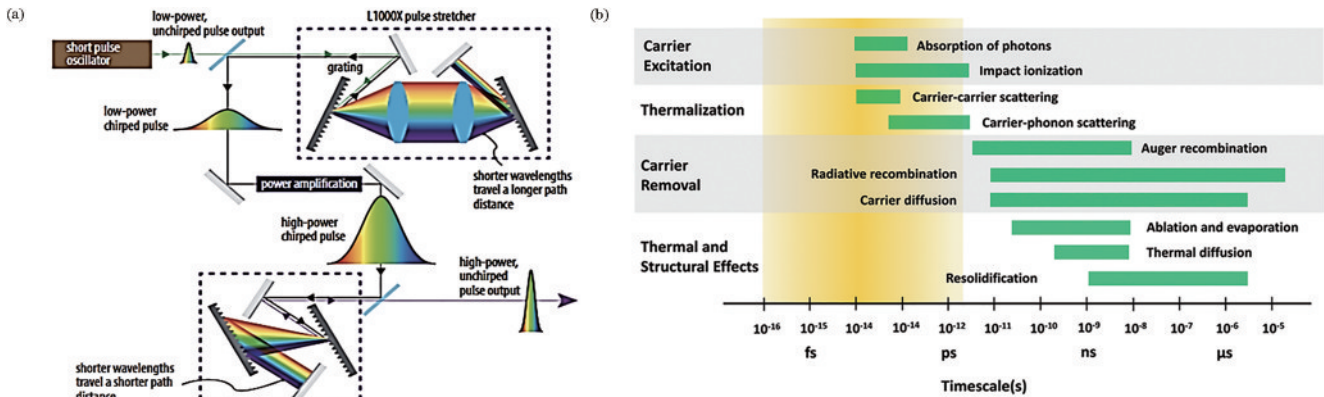 (a)
low-power,
unchirped pulse output
short pulse
oscillator
L1000X pulse stretcher
grating
low-power
chirped pulse
shorter wavelengths
travel a longer path
distance
power amplification
high-power
chirped pulse
high-power,
unchirped
pulse output
shorter wavelengths
travel a shorter path
distance
(b)
Carrier
Excitation
Absorption of photons
Impact ionization
Thermalization
Carrier-carrier scattering
Carrier-phonon scattering
Carrier
Removal
Auger recombination
Radiative recombination
Carrier diffusion
Thermal and
Structural Effects
Ablation and evaporation
Thermal diffusion
Resolidification
10-16 10-15 10-14 10-14 10-12 10-11 10-10 10-9 10-8 10-7 10-6 10-5
fs ps ns μs
Timescale(s)